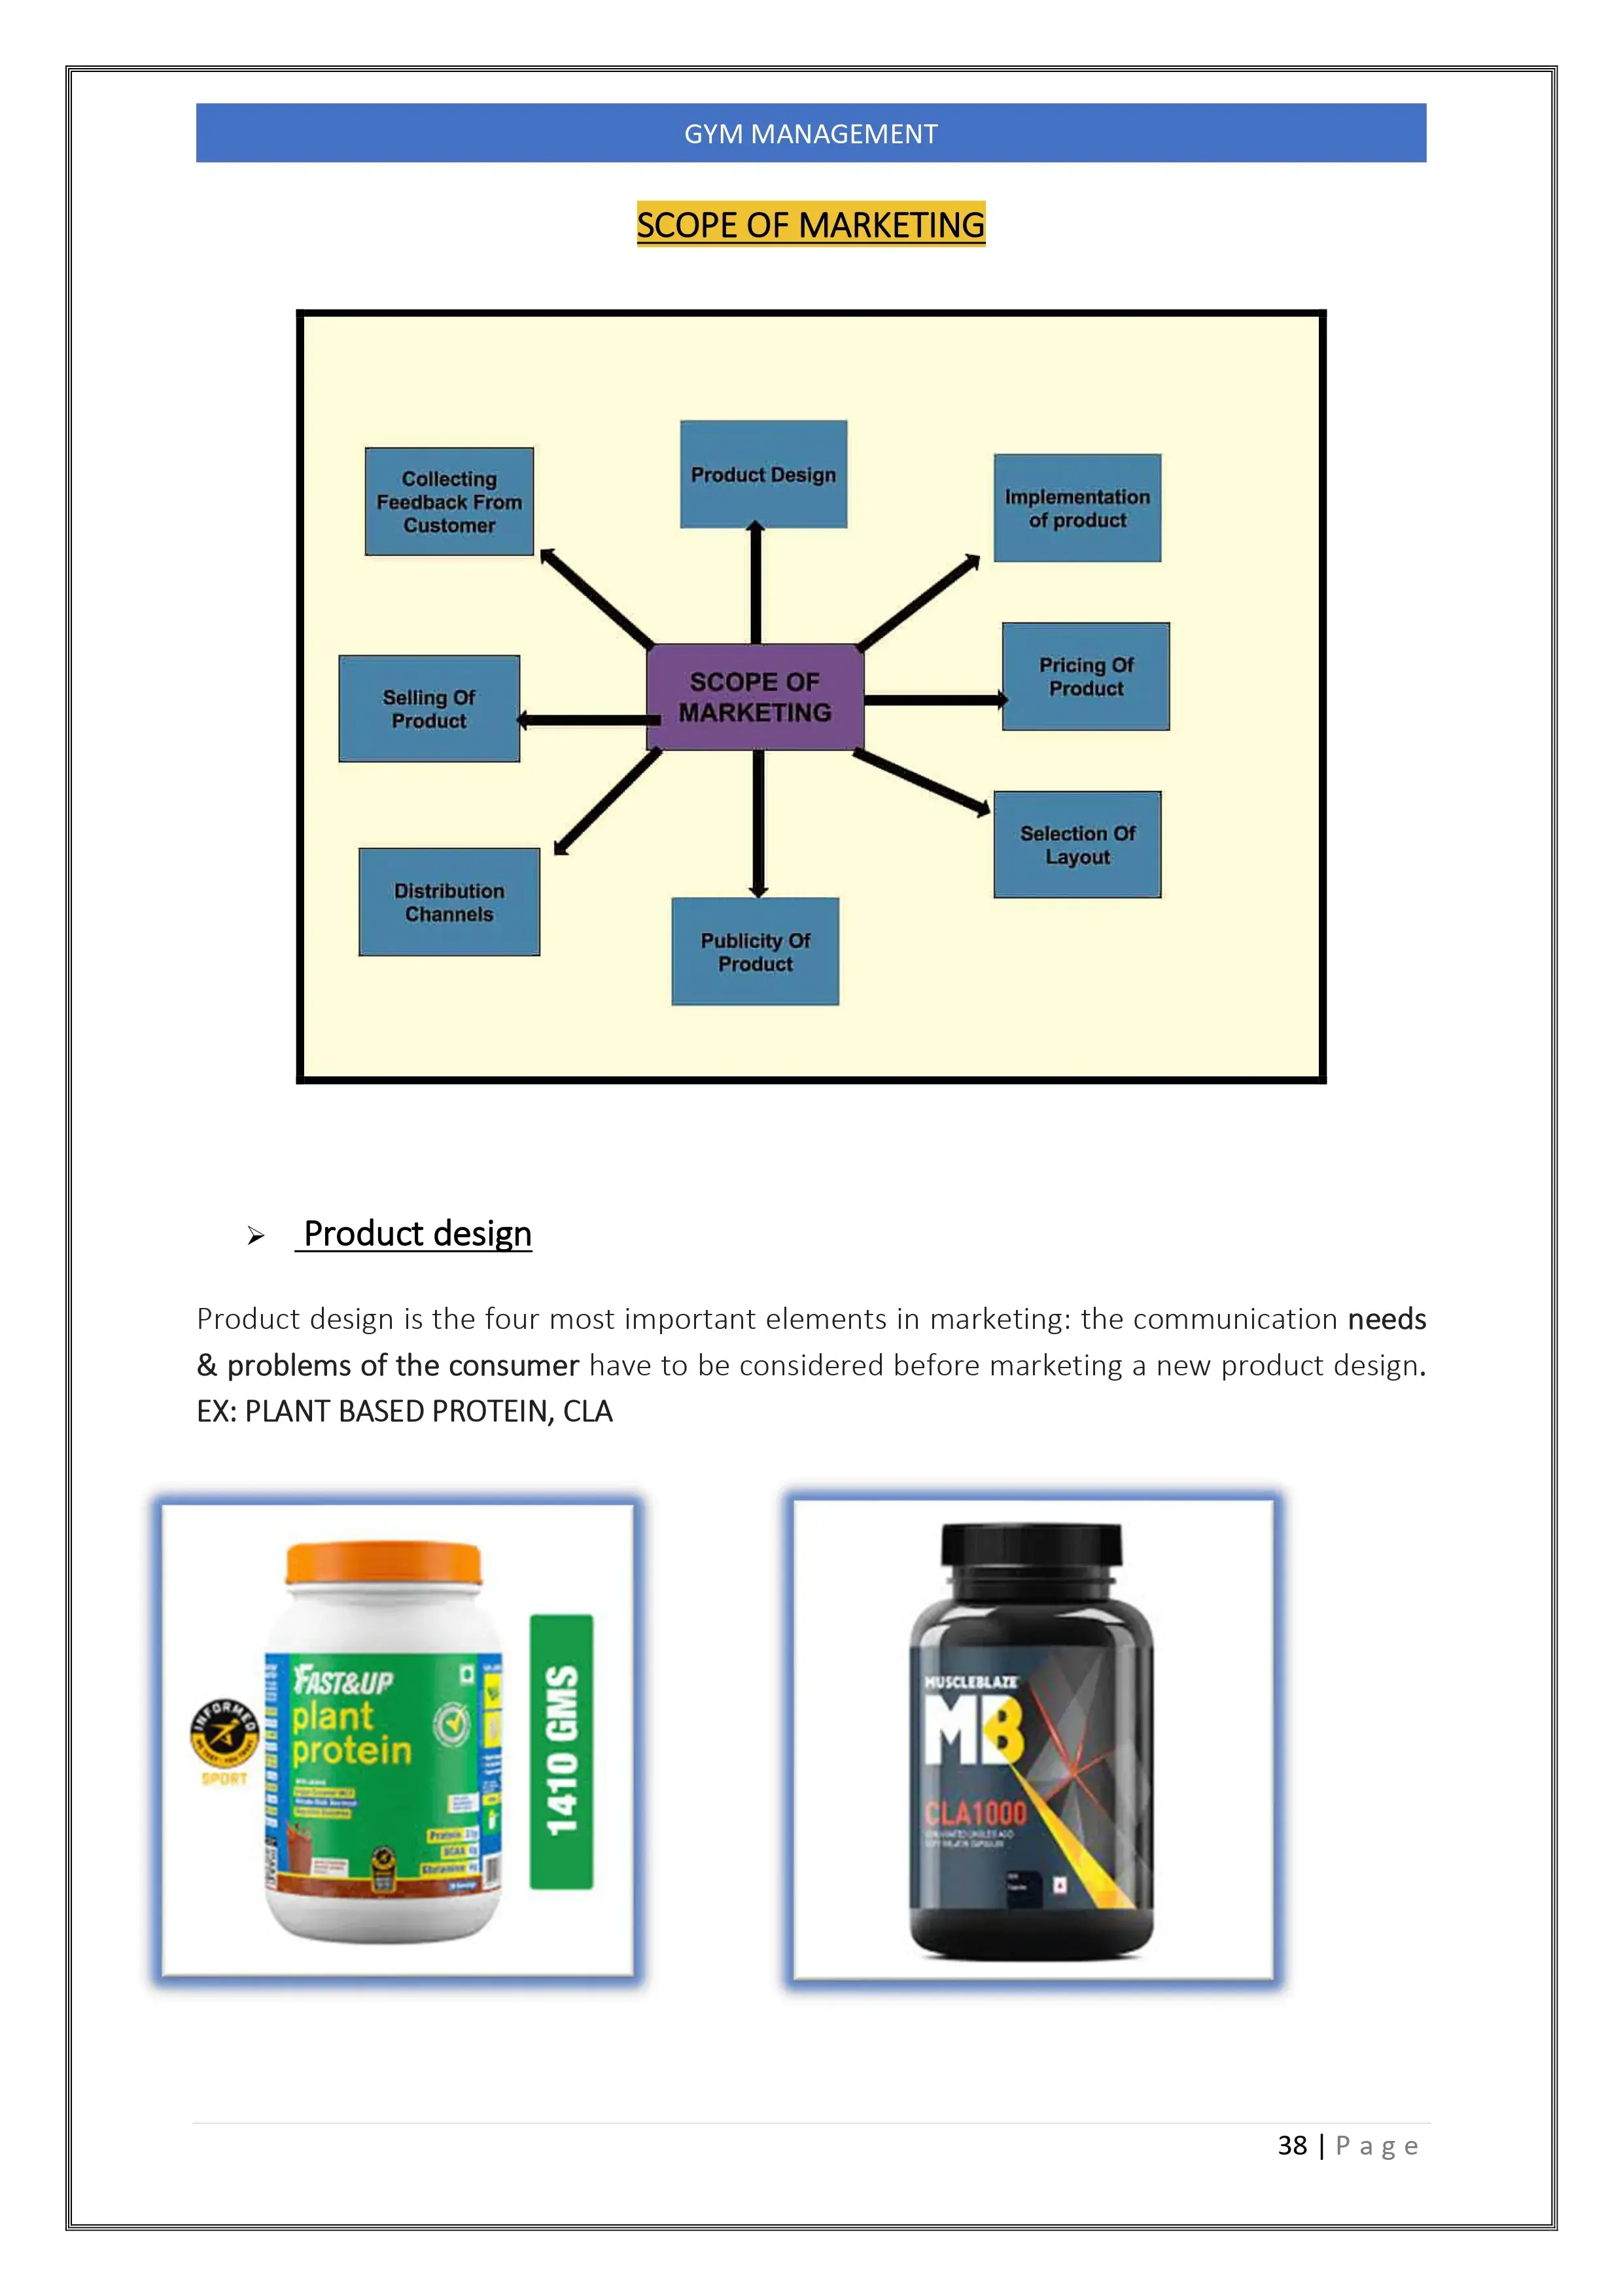 GYM MANAGEMENT
SCOPE OF MARKETING
Collecting
Feedback From
Customer
Product Design
Implementation
of product
Selling Of
Product
SCOPE OF
MARKETING
Pricing Of
Product
Selection Of
Layout
Distribution
Channels
Publicity Of
Product
Product design
Product design is the four most important elements in marketing: the communication needs
& problems of the consumer have to be considered before marketing a new product design.
EX: PLANT BASED PROTEIN, CLA
FAST&UP
plant
protein
INFORMED
SPORT
Protein
BCAA
Glutamine
1410 GMS
MUSCLEBLAZE
MB
CLA1000
38 | Page